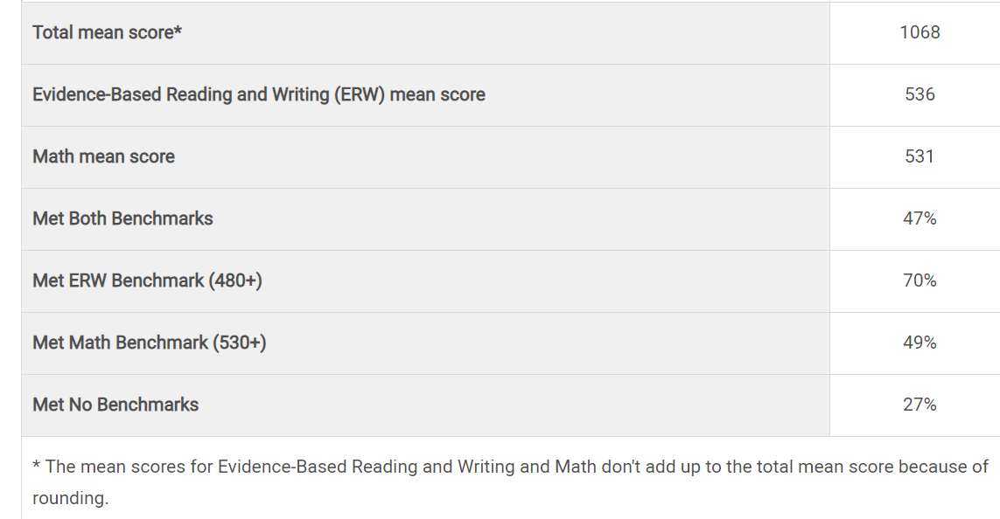 Total mean score* 1068
Evidence-Based Reading and Writing (ERW) mean score 536
Math mean score 531
Met Both Benchmarks 47%
Met ERW Benchmark (480+) 70%
Met Math Benchmark (530+) 49%
Met No Benchmarks 27%
* The mean scores for Evidence-Based Reading and Writing and Math don't add up to the total mean score because of
rounding.